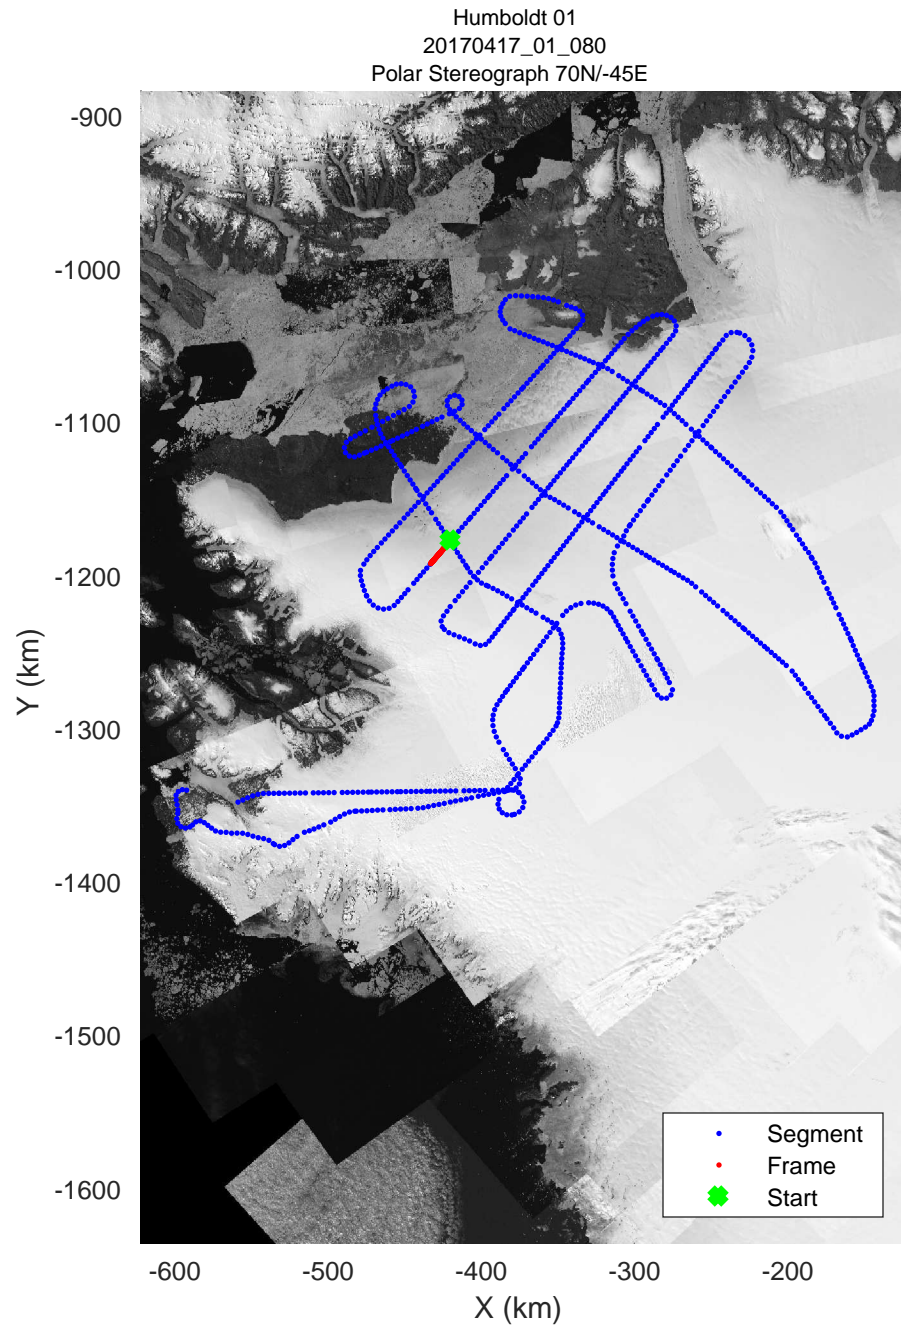 Humboldt 01
20170417_01_080
Polar Stereograph 70N/-45E
-900
-1000
-1100
-1200
-1300
-1400
-1500
-1600
Y (km)
Segment
Frame
Start
-600 -500 -400 -300 -200
X (km)